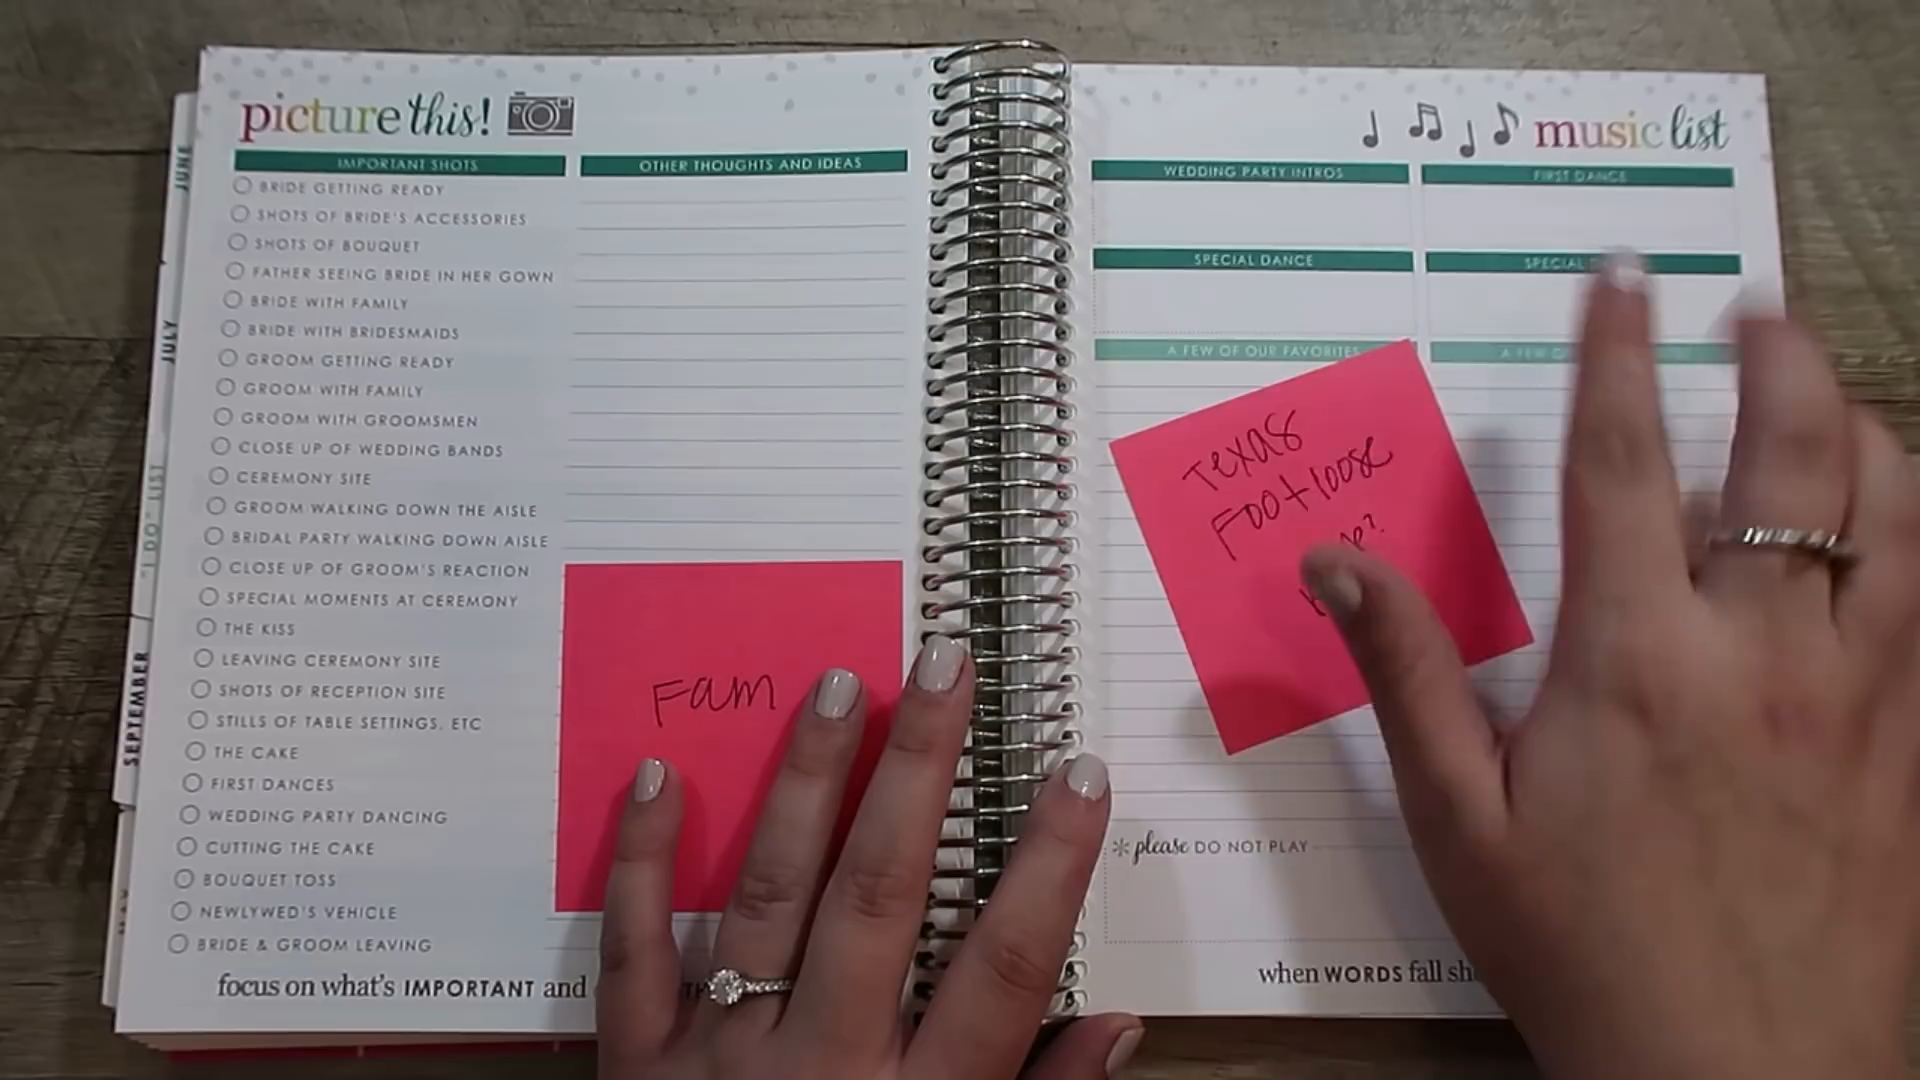 picture this!
IMPORTANT SHOTS
BRIDE GETTING READY
SHOTS OF BRIDE'S ACCESSORIES
SHOTS OF BOUQUET
FATHER SEEING BRIDE IN HER GOWN
BRIDE WITH FAMILY
BRIDE WITH BRIDESMAIDS
GROOM GETTING READY
GROOM WITH FAMILY
GROOM WITH GROOMSMEN
CLOSE UP OF WEDDING BANDS
CEREMONY SITE
GROOM WALKING DOWN THE AISLE
BRIDAL PARTY WALKING DOWN AISLE
CLOSE UP OF GROOM'S REACTION
SPECIAL MOMENTS AT CEREMONY
THE KISS
LEAVING CEREMONY SITE
SHOTS OF RECEPTION SITE
STILLS OF TABLE SETTINGS, ETC
THE CAKE
FIRST DANCES
WEDDING PARTY DANCING
CUTTING THE CAKE
BOUQUET TOSS
NEWLYWED'S VEHICLE
BRIDE & GROOM LEAVING
OTHER THOUGHTS AND IDEAS
Fam
focus on what's IMPORTANT and
music list
WEDDING PARTY INTROS
FIRST DANCE
SPECIAL DANCE
SPECIAL
A FEW OF OUR FAVORITES
A FEW
Texas
Footloose
please DO NOT PLAY
when WORDS fall
JUNE
JULY
"I DO" LIST
SEPTEMBER